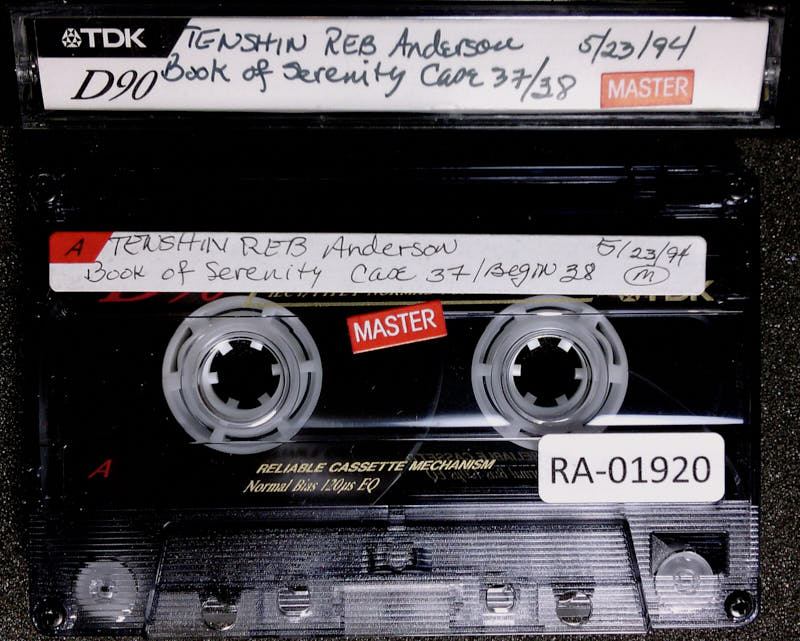 TDK TENSHIN REB Anderson 5/23/94
D90 Book of Serenity Case 37/38 MASTER
A TENSHIN REB Anderson 5/23/94
Book of Serenity Case 37/Begin 38 M
D90 TDK
MASTER
RA-01920
A RELIABLE CASSETTE MECHANISM
Normal Bias 120µs EQ